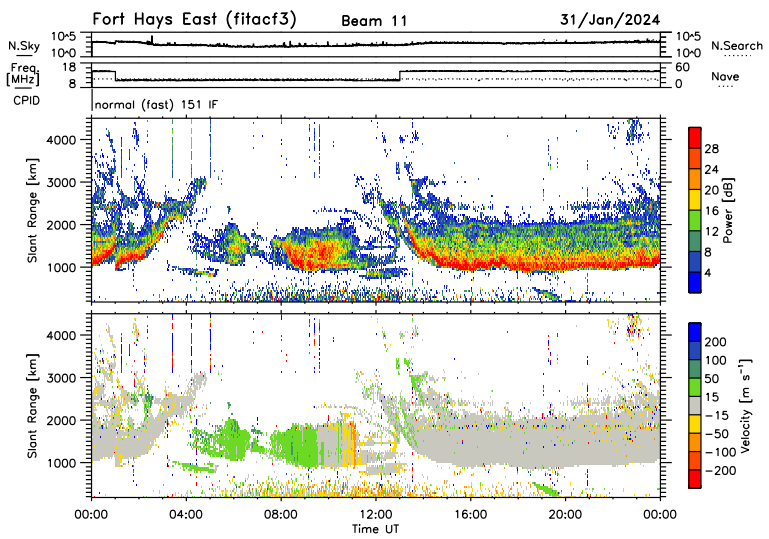 Fort Hays East (fitacf3) Beam 11 31/Jan/2024
N.Sky 10^5 10^0 10^5 10^0 N.Search
Freq. [MHz] 18 8 60 0 Nave
CPID normal (fast) 151 IF
Slant Range [km]
4000
3000
2000
1000
Power [dB]
28
24
20
16
12
8
4
Slant Range [km]
4000
3000
2000
1000
Velocity [m s⁻¹]
200
100
50
15
−15
−50
−100
−200
00:00 04:00 08:00 12:00 16:00 20:00 00:00
Time UT